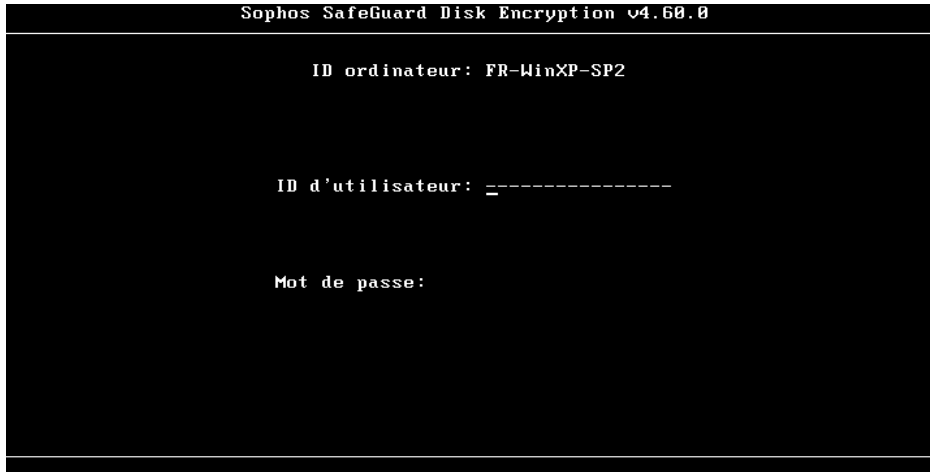 Sophos SafeGuard Disk Encryption v4.60.0
ID ordinateur: FR-WinXP-SP2
ID d'utilisateur: ----------------
Mot de passe: